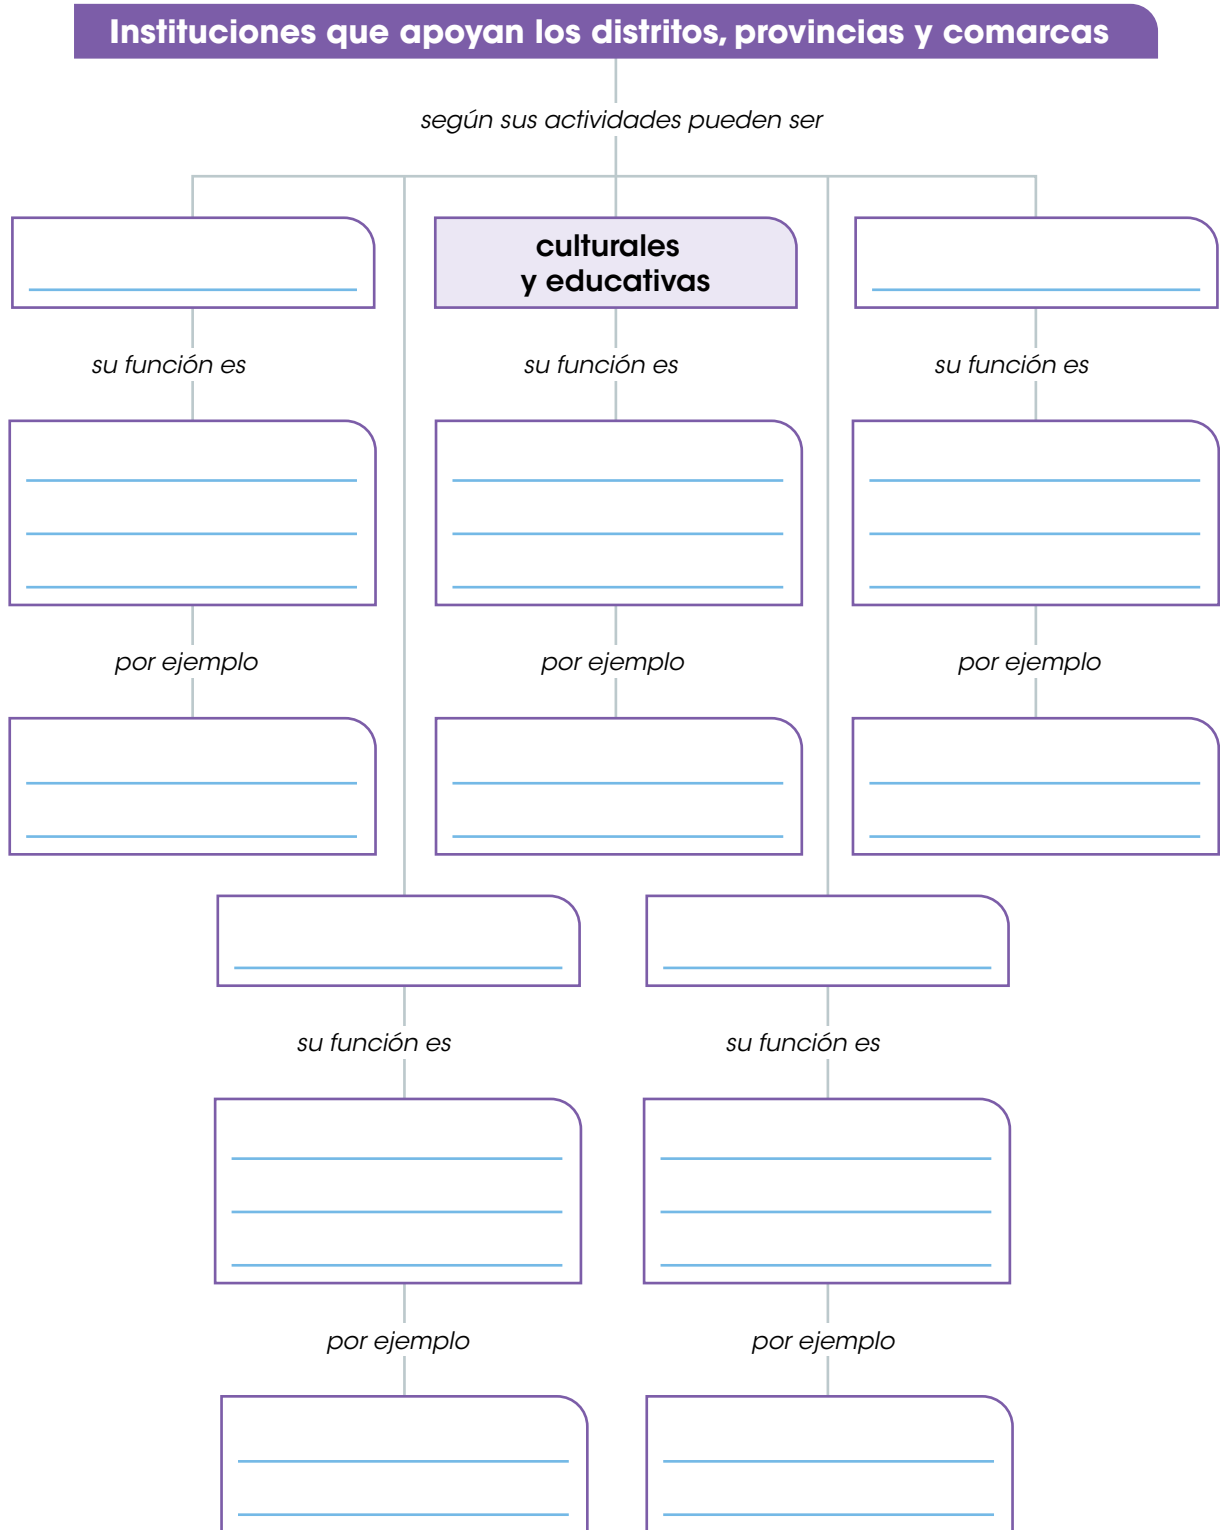 Instituciones que apoyan los distritos, provincias y comarcas
según sus actividades pueden ser
culturales
y educativas
su función es
su función es
su función es
por ejemplo
por ejemplo
por ejemplo
su función es
su función es
por ejemplo
por ejemplo